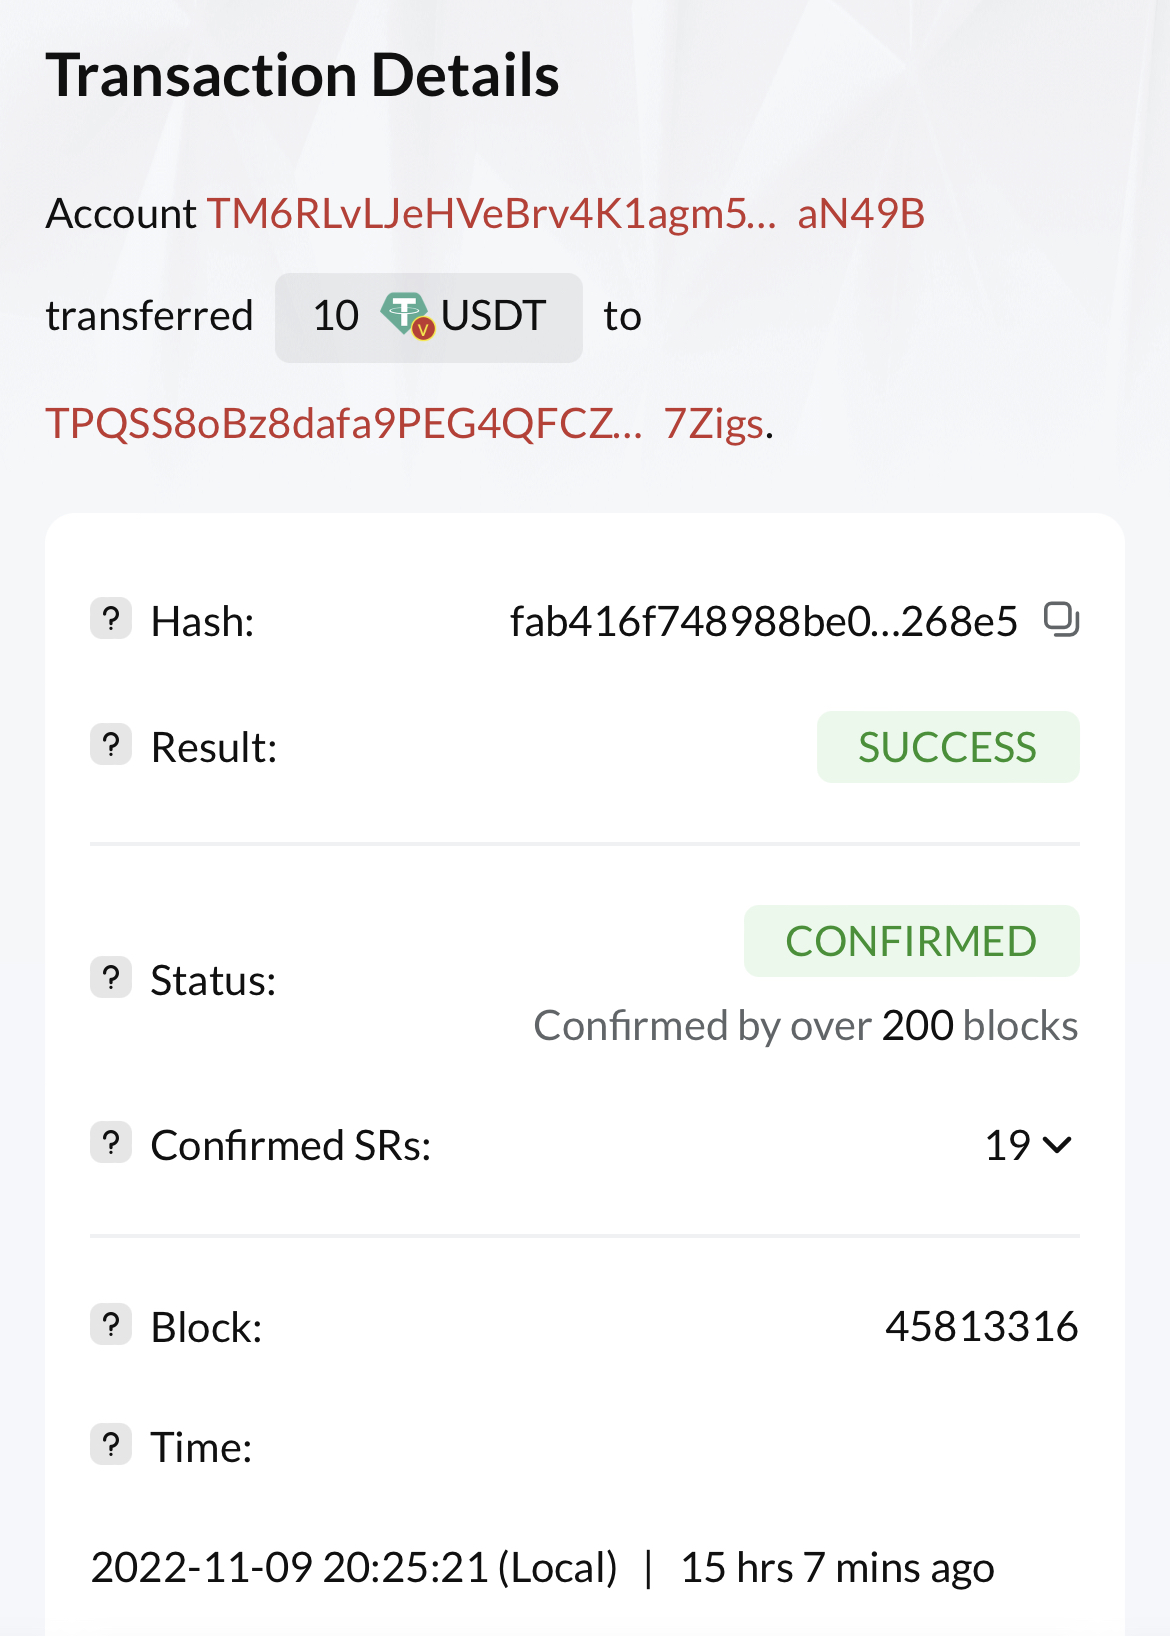 Transaction Details
Account TM6RLvLJeHVeBrv4K1agm5... aN49B
transferred 10 USDT to
TPQSS8oBz8dafa9PEG4QFCZ... 7Zigs.
? Hash: fab416f748988be0...268e5
? Result: SUCCESS
CONFIRMED
? Status:
Confirmed by over 200 blocks
? Confirmed SRs: 19
? Block: 45813316
? Time:
2022-11-09 20:25:21 (Local) | 15 hrs 7 mins ago